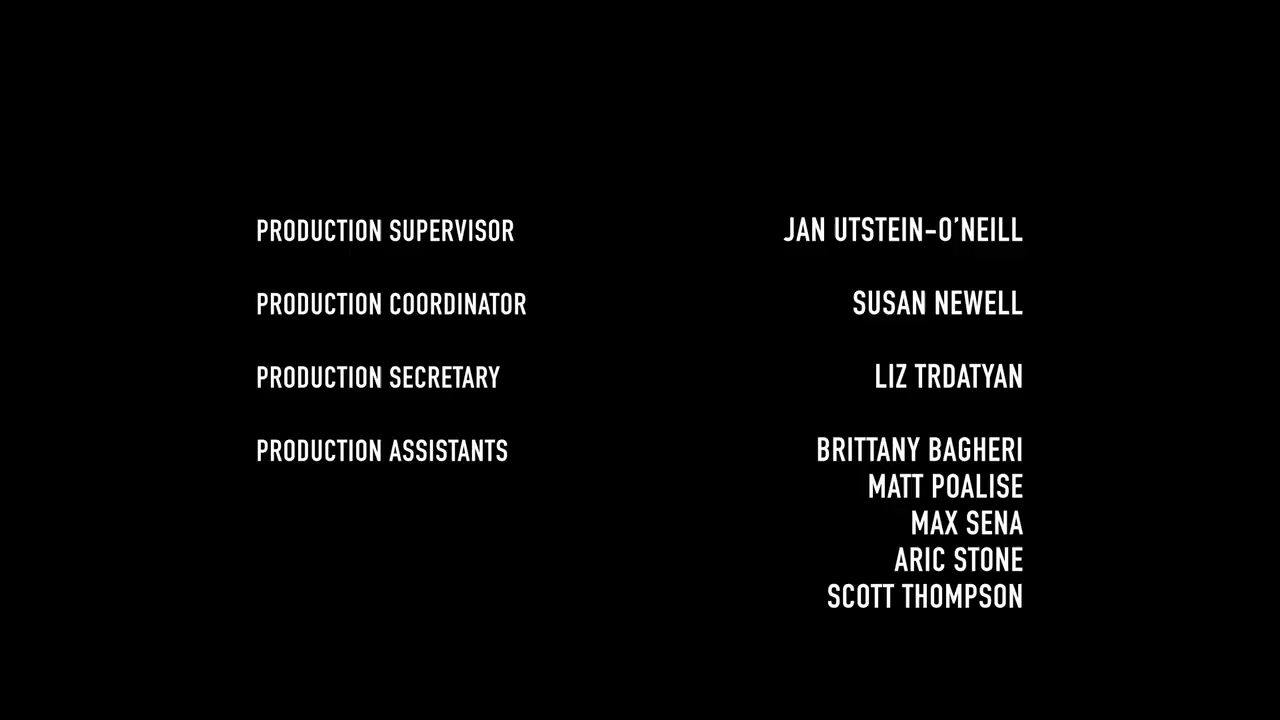 PRODUCTION SUPERVISOR JAN UTSTEIN-O’NEILL
PRODUCTION COORDINATOR SUSAN NEWELL
PRODUCTION SECRETARY LIZ TRDATYAN
PRODUCTION ASSISTANTS BRITTANY BAGHERI
MATT POALISE
MAX SENA
ARIC STONE
SCOTT THOMPSON